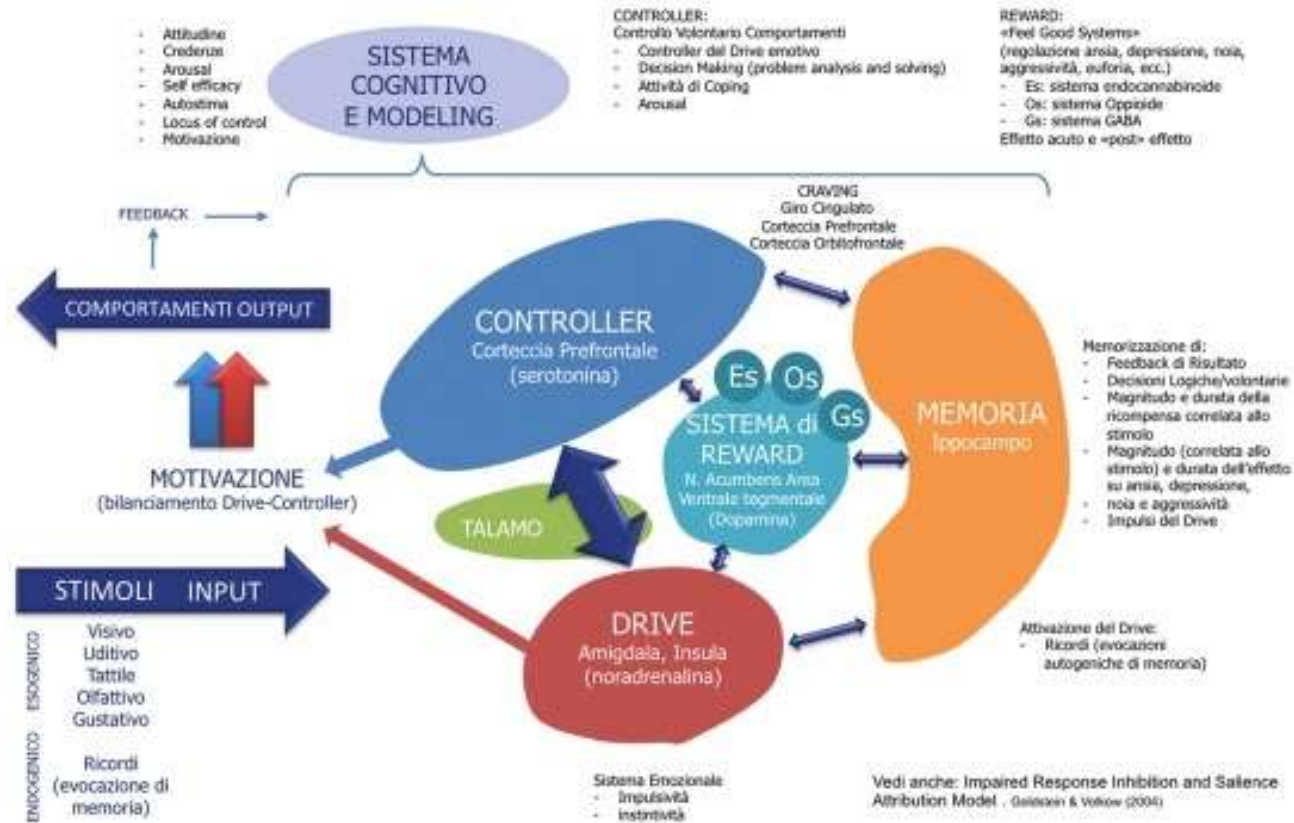 - Attitudine
- Credenze
- Arousal
- Self efficacy
- Autostima
- Locus of control
- Motivazione
SISTEMA
COGNITIVO
E MODELING
CONTROLLER:
Controllo Volontario Comportamenti
- Controller del Drive emotivo
- Decision Making (problem analysis and solving)
- Attività di Coping
- Arousal
REWARD:
«Feel Good Systems»
(regolazione ansia, depressione, noia,
aggressività, euforia, ecc.)
- Es: sistema endocannabinoide
- Os: sistema Oppioide
- Gs: sistema GABA
Effetto acuto e «post» effetto
FEEDBACK
CRAVING
Giro Cingulato
Corteccia Prefrontale
Corteccia Orbitofrontale
COMPORTAMENTI OUTPUT
CONTROLLER
Corteccia Prefrontale
(serotonina)
Es
Os
Gs
SISTEMA di
REWARD
N. Acumbens Area
Ventrale tegmentale
(Dopamina)
MEMORIA
Ippocampo
Memorizzazione di:
- Feedback di Risultato
- Decisioni Logiche/volontarie
- Magnitudo e durata della
ricompensa correlata allo
stimolo
- Magnitudo (correlata allo
stimolo) e durata dell'effetto
su ansia, depressione,
- noia e aggressività
- Impulsi del Drive
MOTIVAZIONE
(bilanciamento Drive-Controller)
TALAMO
STIMOLI INPUT
ESOGENICO
Visivo
Uditivo
Tattile
Olfattivo
Gustativo
ENDOGENICO
Ricordi
(evocazione di
memoria)
DRIVE
Amigdala, Insula
(noradrenalina)
Attivazione del Drive:
- Ricordi (evocazioni
autogeniche di memoria)
Sistema Emozionale
- Impulsività
- Instintività
Vedi anche: Impaired Response Inhibition and Salience
Attribution Model . Goldstein & Volkow (2004)